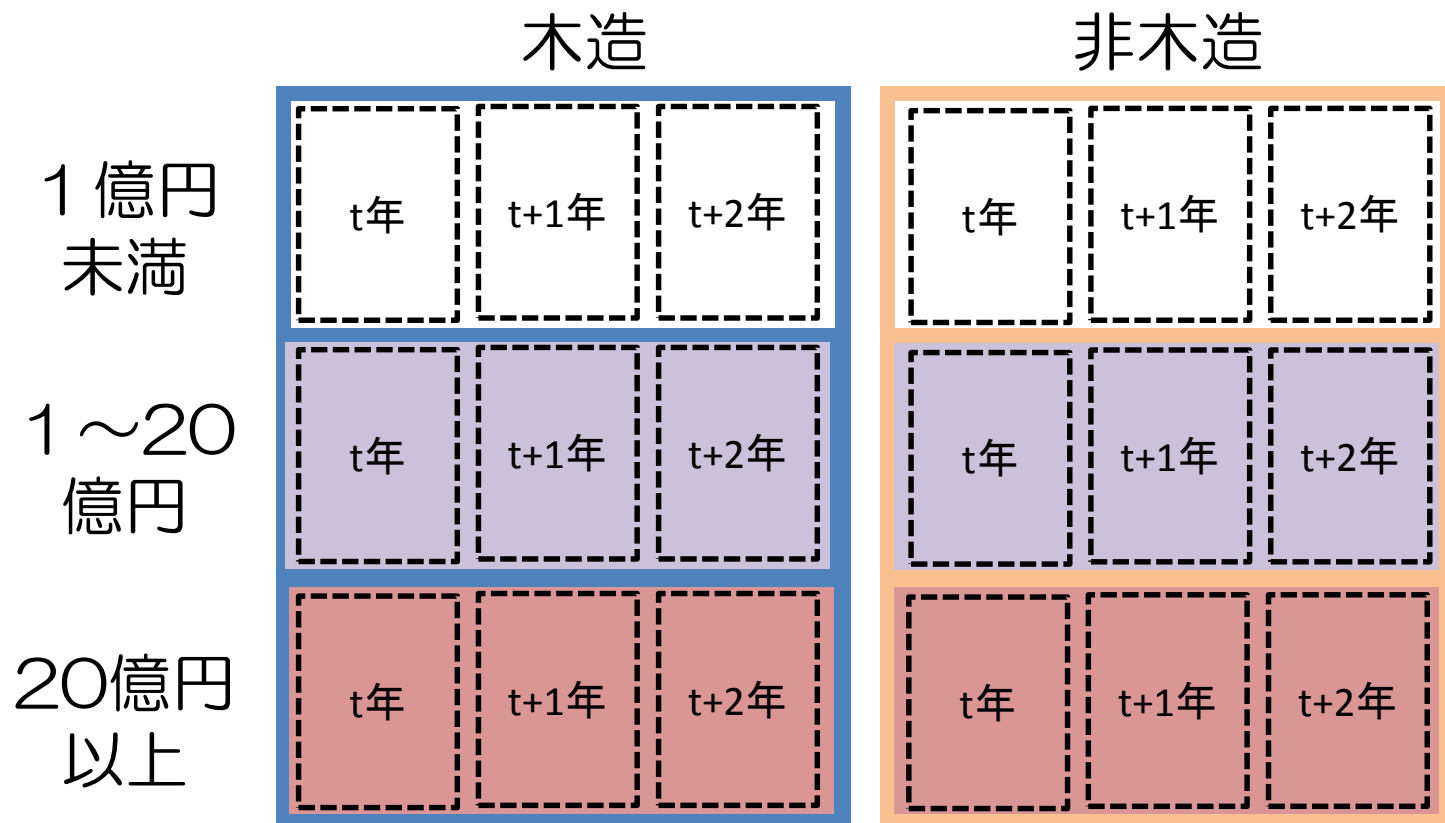 木造
非木造
１億円
未満
t年
t+1年
t+2年
t年
t+1年
t+2年
１～２０
億円
t年
t+1年
t+2年
t年
t+1年
t+2年
２０億円
以上
t年
t+1年
t+2年
t年
t+1年
t+2年